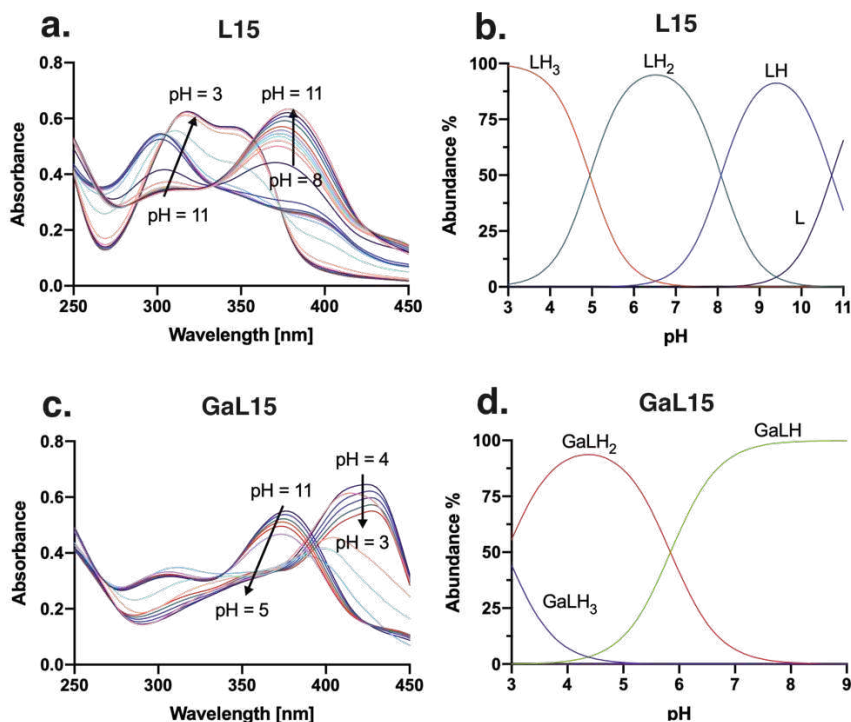 a.
L15
0.8
0.6
0.4
0.2
0.0
Absorbance
pH = 3
pH = 11
pH = 11
pH = 8
250
300
350
400
450
Wavelength [nm]
b.
L15
100
75
50
25
0
Abundance %
LH3
LH2
LH
L
3
4
5
6
7
8
9
10
11
pH
c.
GaL15
0.8
0.6
0.4
0.2
0.0
Absorbance
pH = 11
pH = 4
pH = 3
pH = 5
250
300
350
400
450
Wavelength [nm]
d.
GaL15
100
75
50
25
0
Abundance %
GaLH2
GaLH
GaLH3
3
4
5
6
7
8
9
pH